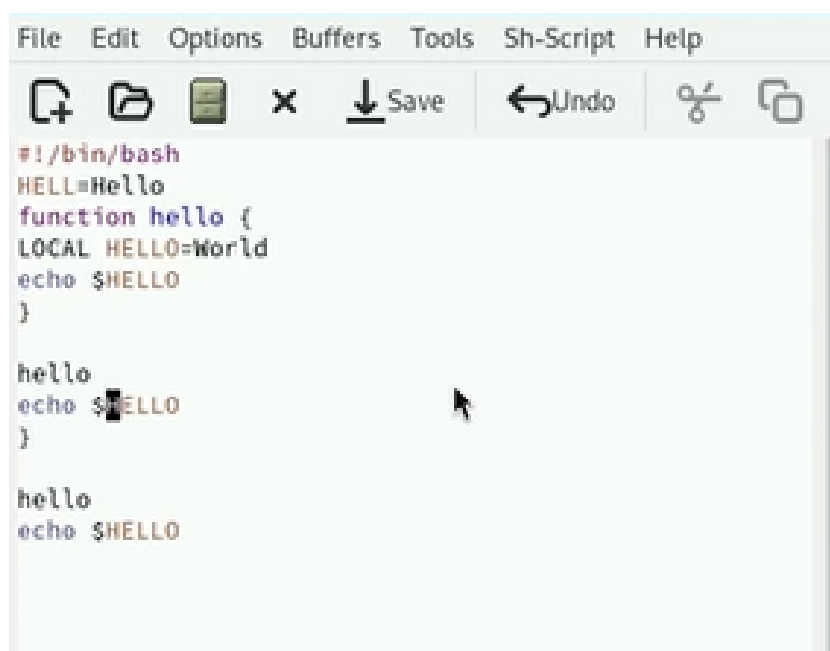 File Edit Options Buffers Tools Sh-Script Help
Save Undo
#!/bin/bash
HELL=Hello
function hello {
LOCAL HELLO=World
echo $HELLO
}
hello
echo $HELLO
}
hello
echo $HELLO